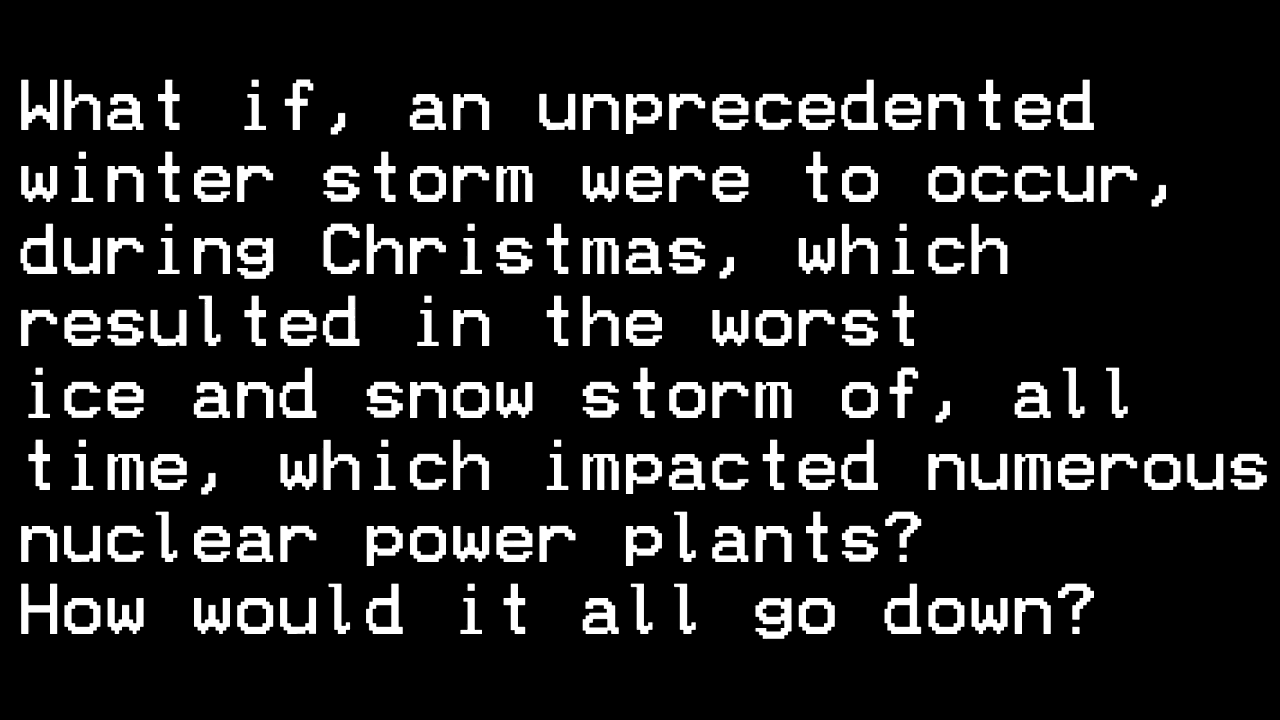 What if, an unprecedented
winter storm were to occur,
during Christmas, which
resulted in the worst
ice and snow storm of, all
time, which impacted numerous
nuclear power plants?
How would it all go down?